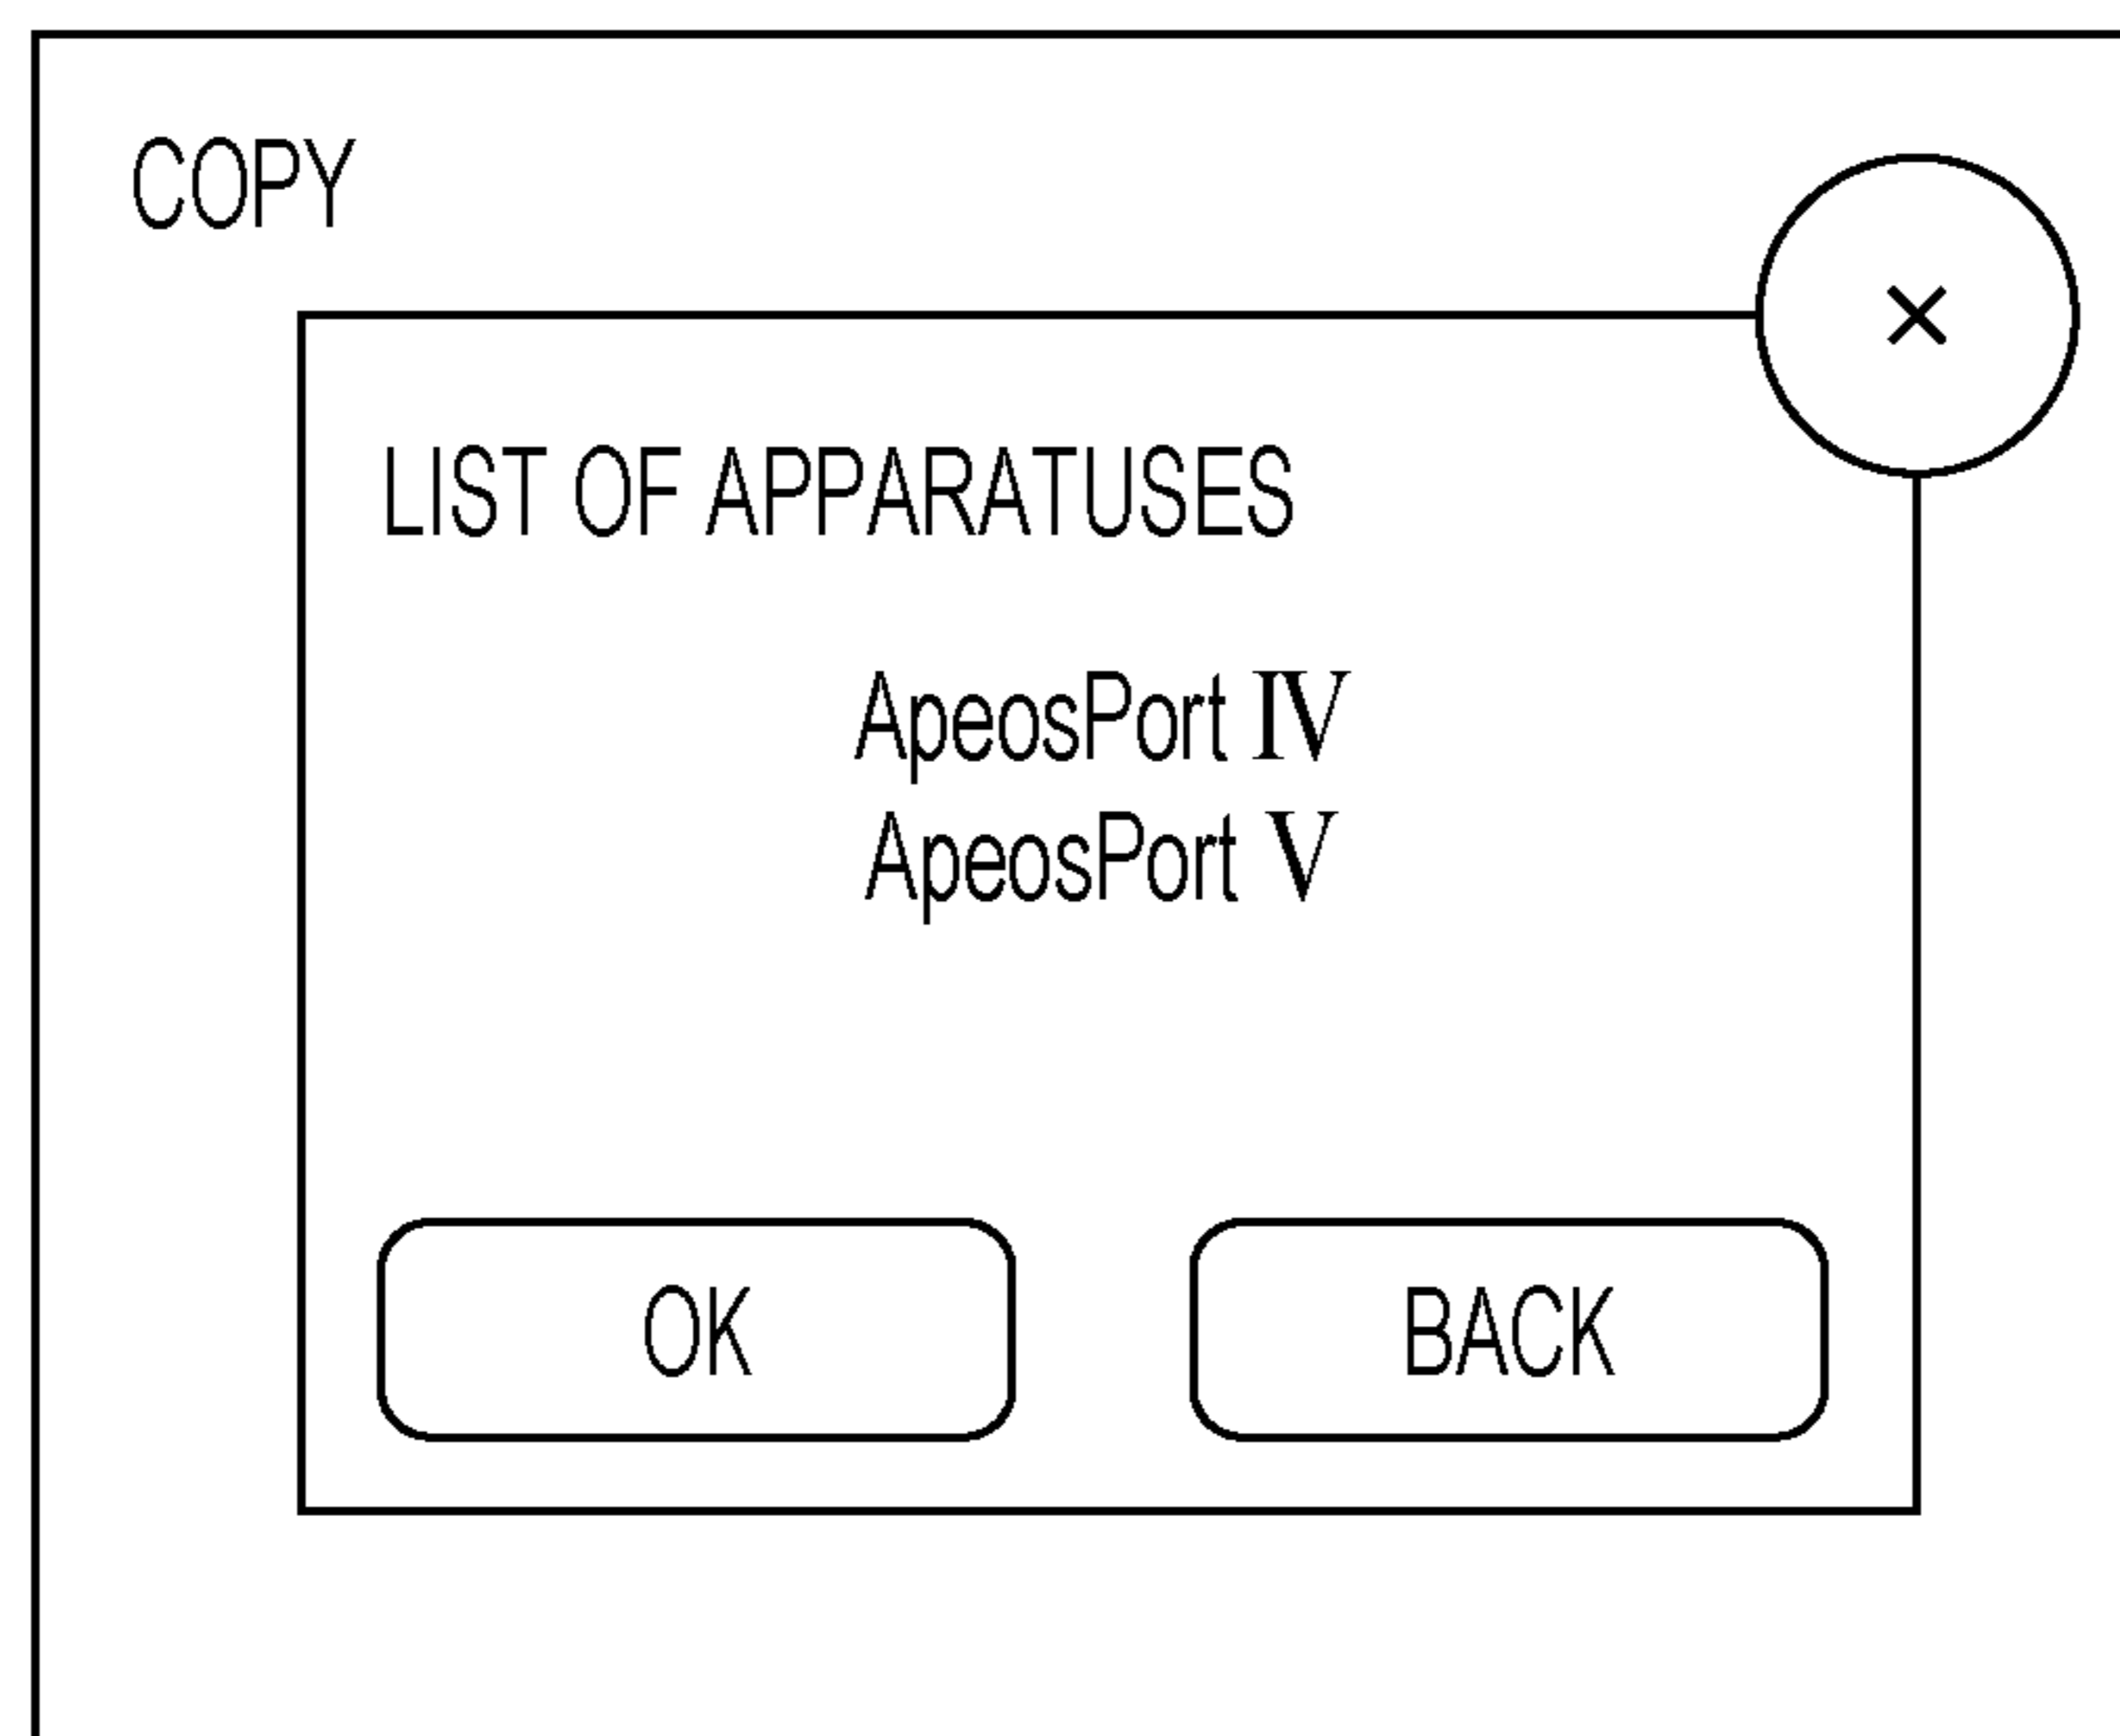 COPY
×
LIST OF APPARATUSES
ApeosPort IV
ApeosPort V
OK
BACK